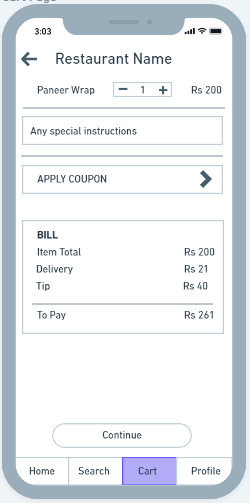 3:03
Restaurant Name
Paneer Wrap − 1 + Rs 200
Any special instructions
APPLY COUPON
BILL
Item Total Rs 200
Delivery Rs 21
Tip Rs 40
To Pay Rs 261
Continue
Home Search Cart Profile